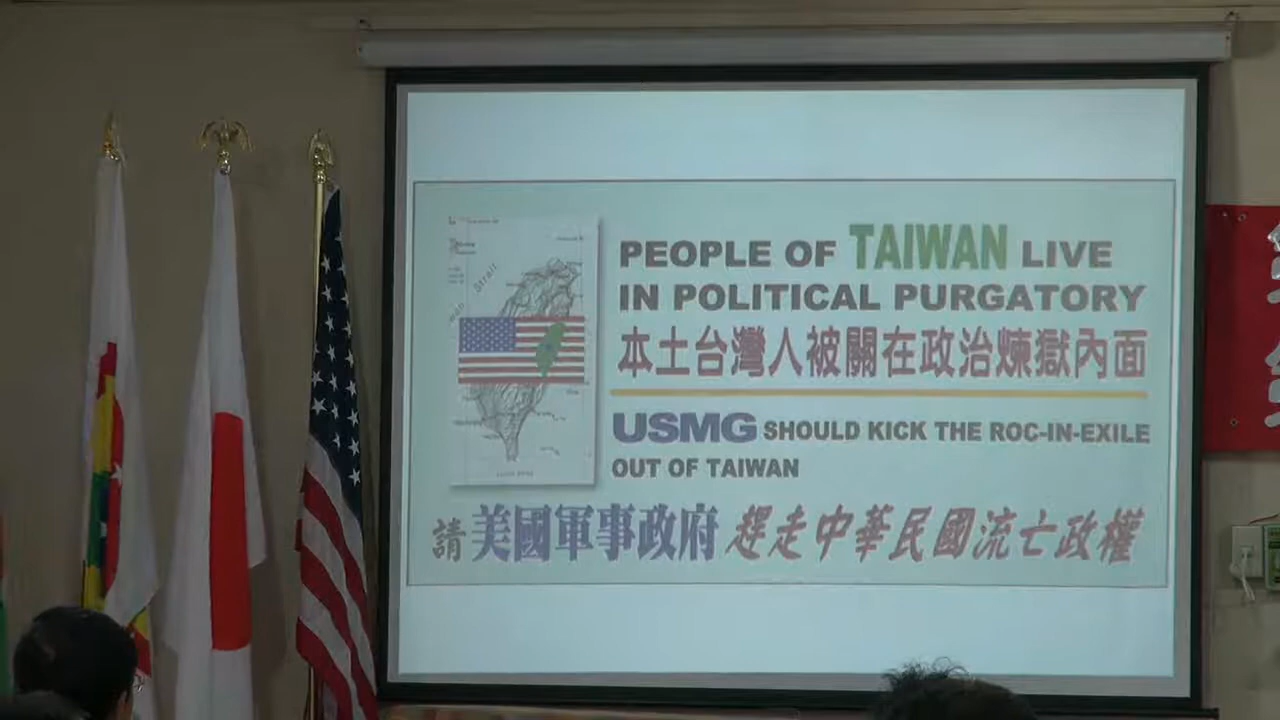 PEOPLE OF TAIWAN LIVE
IN POLITICAL PURGATORY
本土台灣人被關在政治煉獄內面
USMG SHOULD KICK THE ROC-IN-EXILE
OUT OF TAIWAN
請美國軍事政府 趕走中華民國流亡政權
Strait